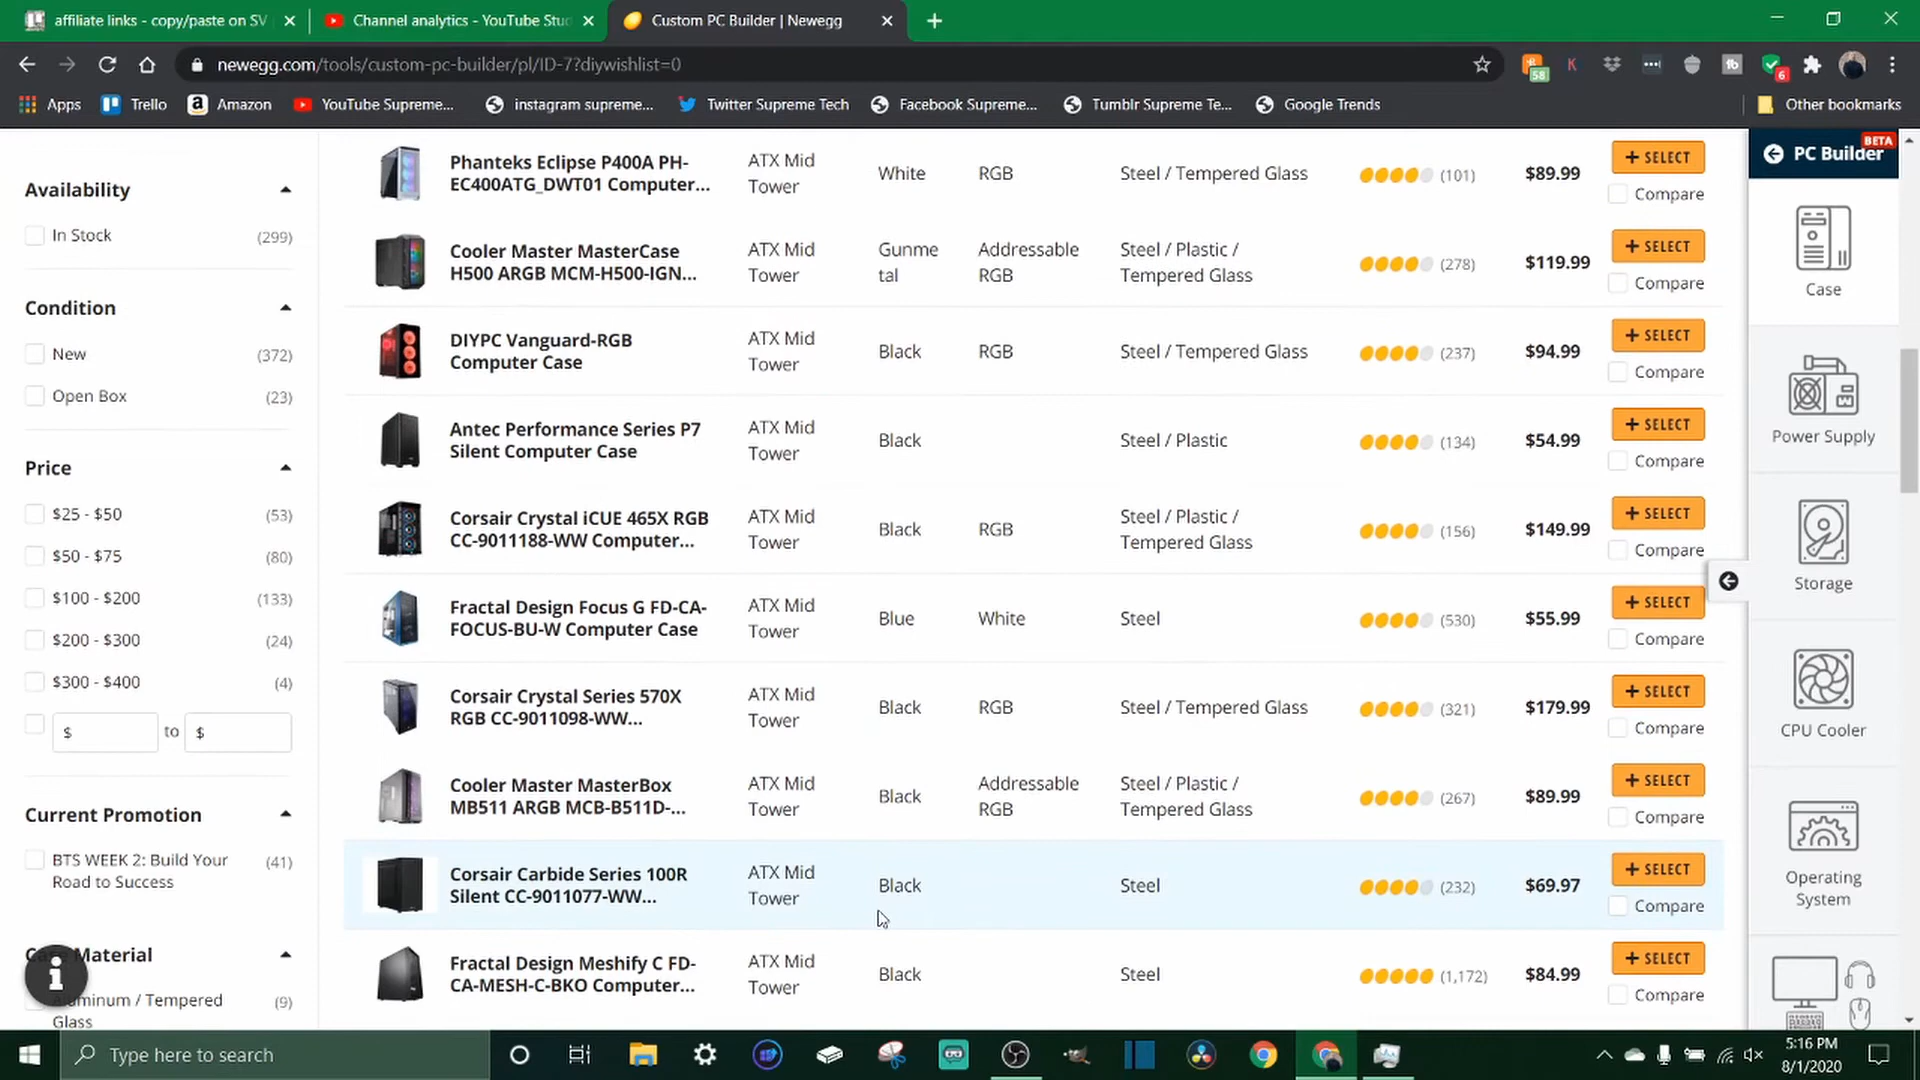 affiliate links - copy/paste on SV
Channel analytics - YouTube Stu
Custom PC Builder | Newegg
newegg.com/tools/custom-pc-builder/pl/ID-7?diywishlist=0
58
K
tb
6
Apps
Trello
Amazon
YouTube Supreme...
instagram supreme...
Twitter Supreme Tech
Facebook Supreme...
Tumblr Supreme Te...
Google Trends
Other bookmarks
Availability
In Stock (299)
Condition
New (372)
Open Box (23)
Price
$25 - $50 (53)
$50 - $75 (80)
$100 - $200 (133)
$200 - $300 (24)
$300 - $400 (4)
$ to $
Current Promotion
BTS WEEK 2: Build Your (41)
Road to Success
Material
Aluminum / Tempered (9)
Glass
Phanteks Eclipse P400A PH-
EC400ATG_DWT01 Computer...
ATX Mid
Tower
White
RGB
Steel / Tempered Glass
(101)
$89.99
+ SELECT
Compare
Cooler Master MasterCase
H500 ARGB MCM-H500-IGN...
ATX Mid
Tower
Gunme
tal
Addressable
RGB
Steel / Plastic /
Tempered Glass
(278)
$119.99
+ SELECT
Compare
DIYPC Vanguard-RGB
Computer Case
ATX Mid
Tower
Black
RGB
Steel / Tempered Glass
(237)
$94.99
+ SELECT
Compare
Antec Performance Series P7
Silent Computer Case
ATX Mid
Tower
Black
Steel / Plastic
(134)
$54.99
+ SELECT
Compare
Corsair Crystal iCUE 465X RGB
CC-9011188-WW Computer...
ATX Mid
Tower
Black
RGB
Steel / Plastic /
Tempered Glass
(156)
$149.99
+ SELECT
Compare
Fractal Design Focus G FD-CA-
FOCUS-BU-W Computer Case
ATX Mid
Tower
Blue
White
Steel
(530)
$55.99
+ SELECT
Compare
Corsair Crystal Series 570X
RGB CC-9011098-WW...
ATX Mid
Tower
Black
RGB
Steel / Tempered Glass
(321)
$179.99
+ SELECT
Compare
Cooler Master MasterBox
MB511 ARGB MCB-B511D-...
ATX Mid
Tower
Black
Addressable
RGB
Steel / Plastic /
Tempered Glass
(267)
$89.99
+ SELECT
Compare
Corsair Carbide Series 100R
Silent CC-9011077-WW...
ATX Mid
Tower
Black
Steel
(232)
$69.97
+ SELECT
Compare
Fractal Design Meshify C FD-
CA-MESH-C-BKO Computer...
ATX Mid
Tower
Black
Steel
(1,172)
$84.99
+ SELECT
Compare
BETA
PC Builder
Case
Power Supply
Storage
CPU Cooler
Operating
System
Type here to search
5:16 PM
8/1/2020